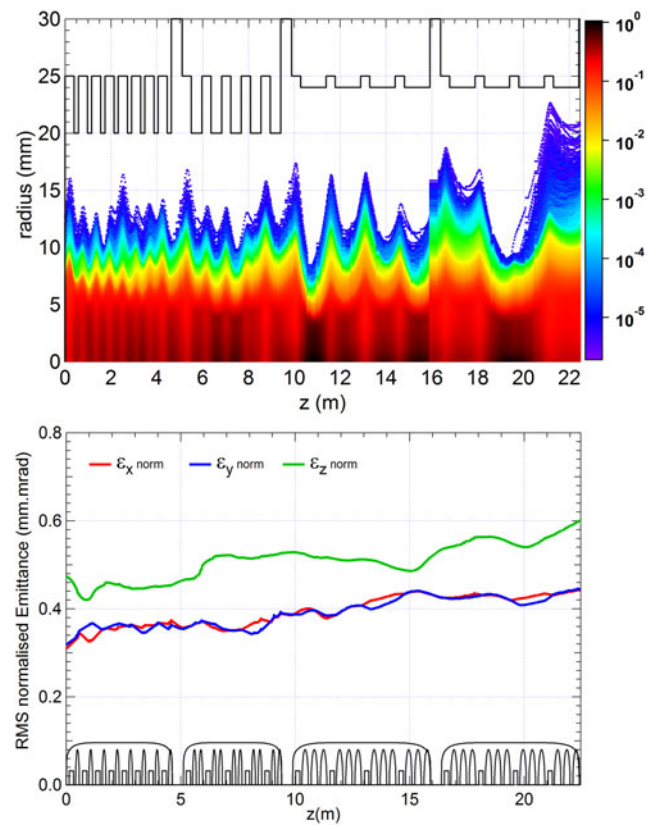 30
25
20
15
10
5
0
radius (mm)
0 2 4 6 8 10 12 14 16 18 20 22
z (m)
10⁰
10⁻¹
10⁻²
10⁻³
10⁻⁴
10⁻⁵
0.8
0.6
0.4
0.2
0.0
RMS normalised Emittance (mm.mrad)
εx norm εy norm εz norm
0 5 10 15 20
z(m)